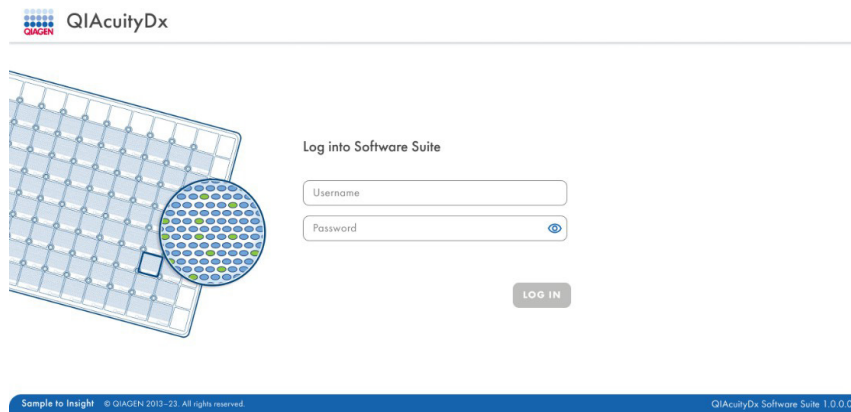 QIAGEN
QIAcuityDx
Log into Software Suite
Username
Password
LOG IN
Sample to Insight © QIAGEN 2013–23. All rights reserved.
QIAcuityDx Software Suite 1.0.0.0